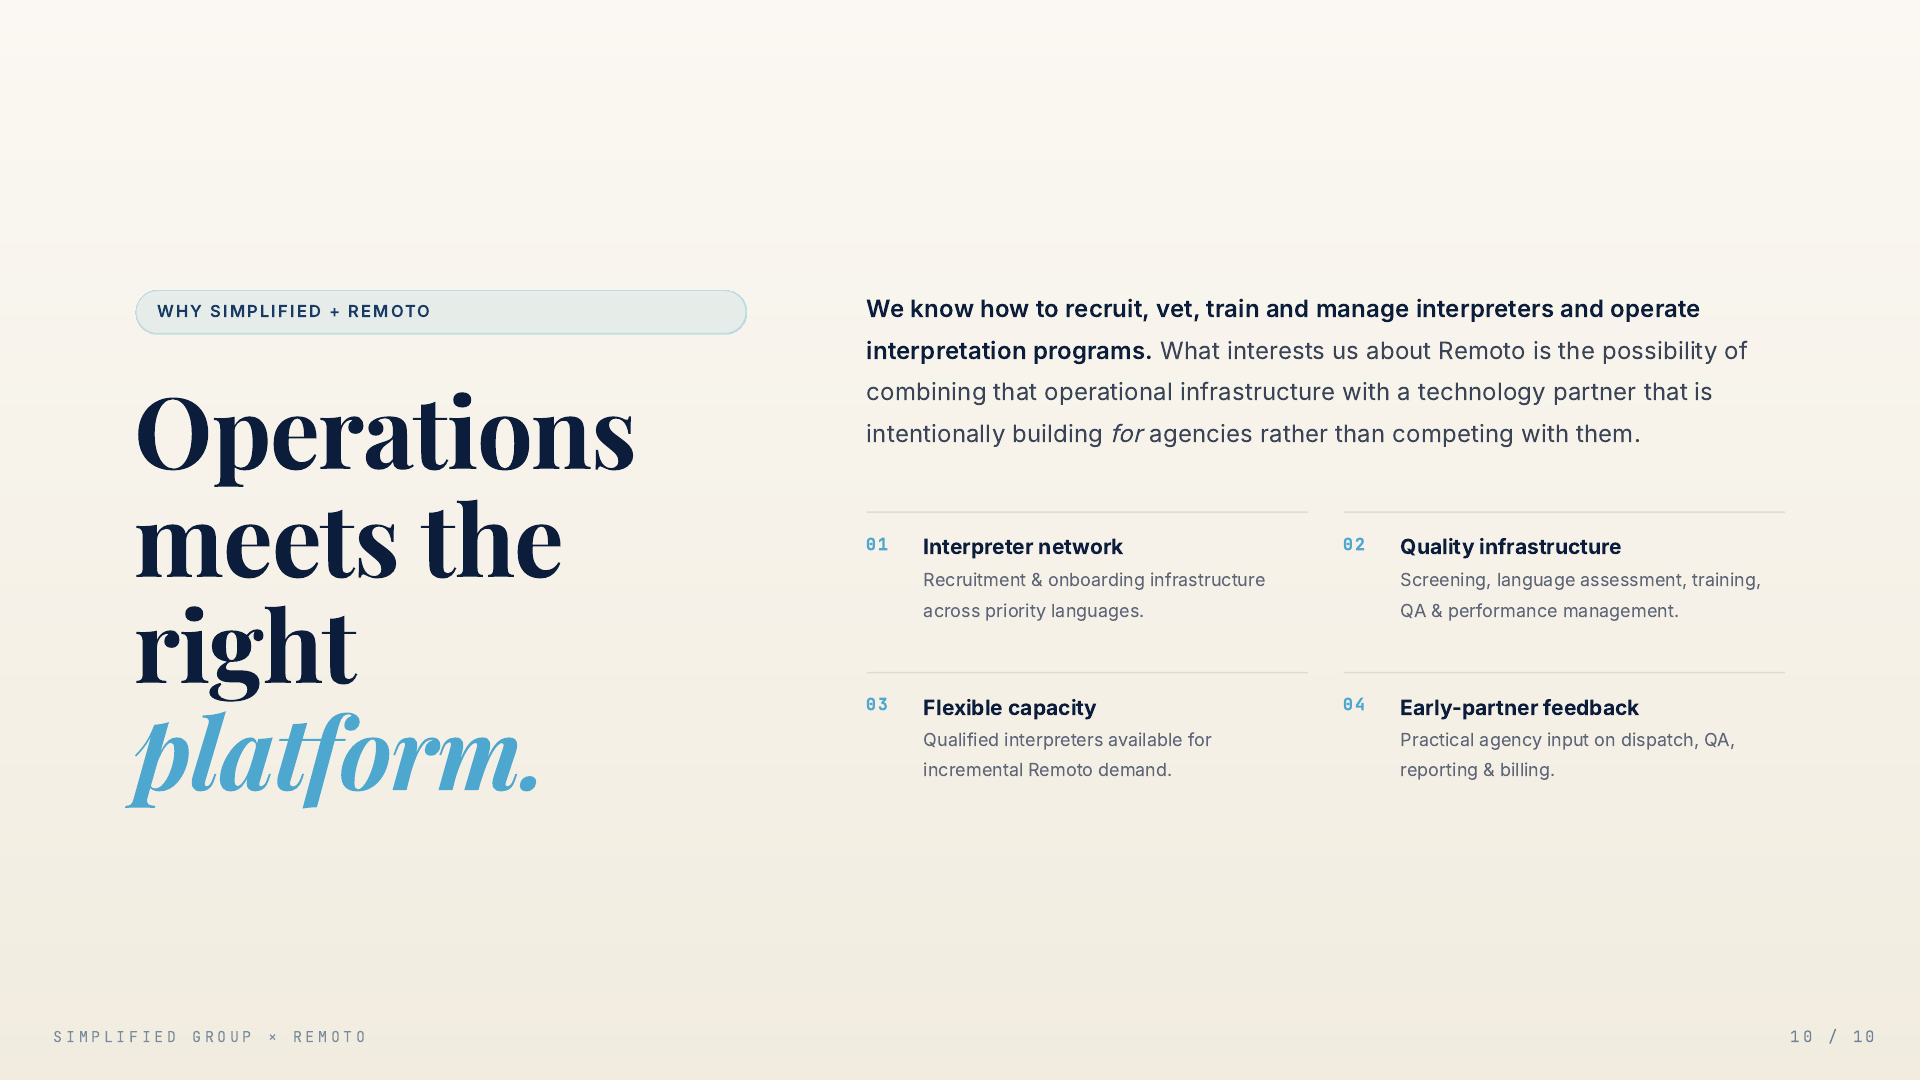 WHY SIMPLIFIED + REMOTO
Operations
meets the
right
platform.
We know how to recruit, vet, train and manage interpreters and operate
interpretation programs. What interests us about Remoto is the possibility of
combining that operational infrastructure with a technology partner that is
intentionally building for agencies rather than competing with them.
01
Interpreter network
Recruitment & onboarding infrastructure
across priority languages.
02
Quality infrastructure
Screening, language assessment, training,
QA & performance management.
03
Flexible capacity
Qualified interpreters available for
incremental Remoto demand.
04
Early-partner feedback
Practical agency input on dispatch, QA,
reporting & billing.
SIMPLIFIED GROUP × REMOTO
10 / 10